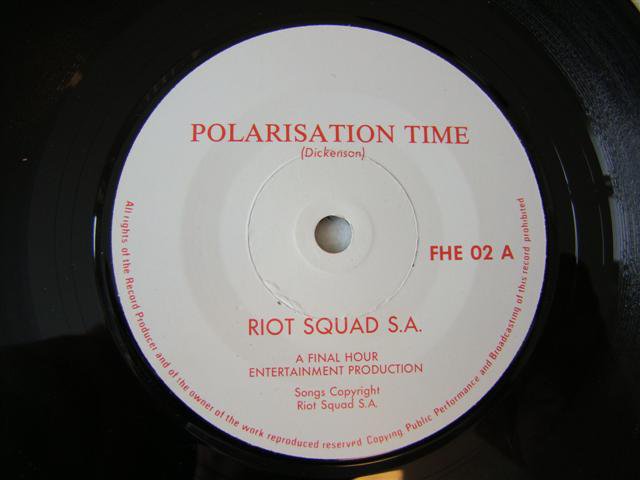 POLARISATION TIME
(Dickenson)
FHE 02 A
RIOT SQUAD S.A.
A FINAL HOUR
ENTERTAINMENT PRODUCTION
Songs Copyright
Riot Squad S.A.
All rights of the Record Producer and of the owner of the work reproduced reserved Copying, Public Performance and Broadcasting of this record prohibited